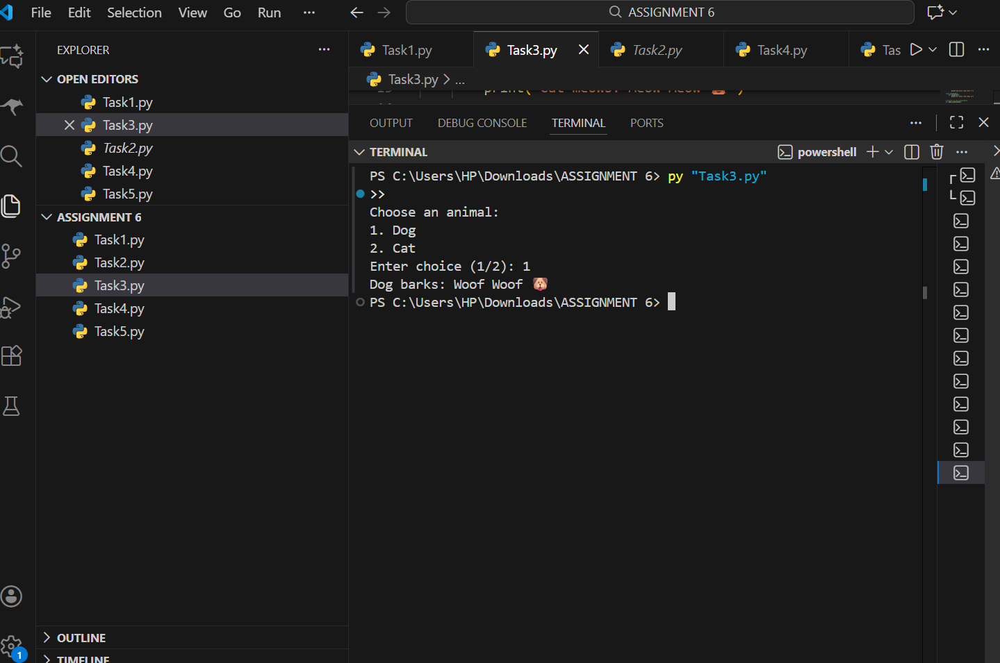 File Edit Selection View Go Run ...
ASSIGNMENT 6
EXPLORER
OPEN EDITORS
Task1.py
Task3.py
Task2.py
Task4.py
Task5.py
ASSIGNMENT 6
Task1.py
Task2.py
Task3.py
Task4.py
Task5.py
OUTLINE
TIMELINE
1
Task1.py Task3.py Task2.py Task4.py Tas
Task3.py > ...
OUTPUT DEBUG CONSOLE TERMINAL PORTS
TERMINAL
powershell
PS C:\Users\HP\Downloads\ASSIGNMENT 6> py "Task3.py"
>>
Choose an animal:
1. Dog
2. Cat
Enter choice (1/2): 1
Dog barks: Woof Woof 🐶
PS C:\Users\HP\Downloads\ASSIGNMENT 6>